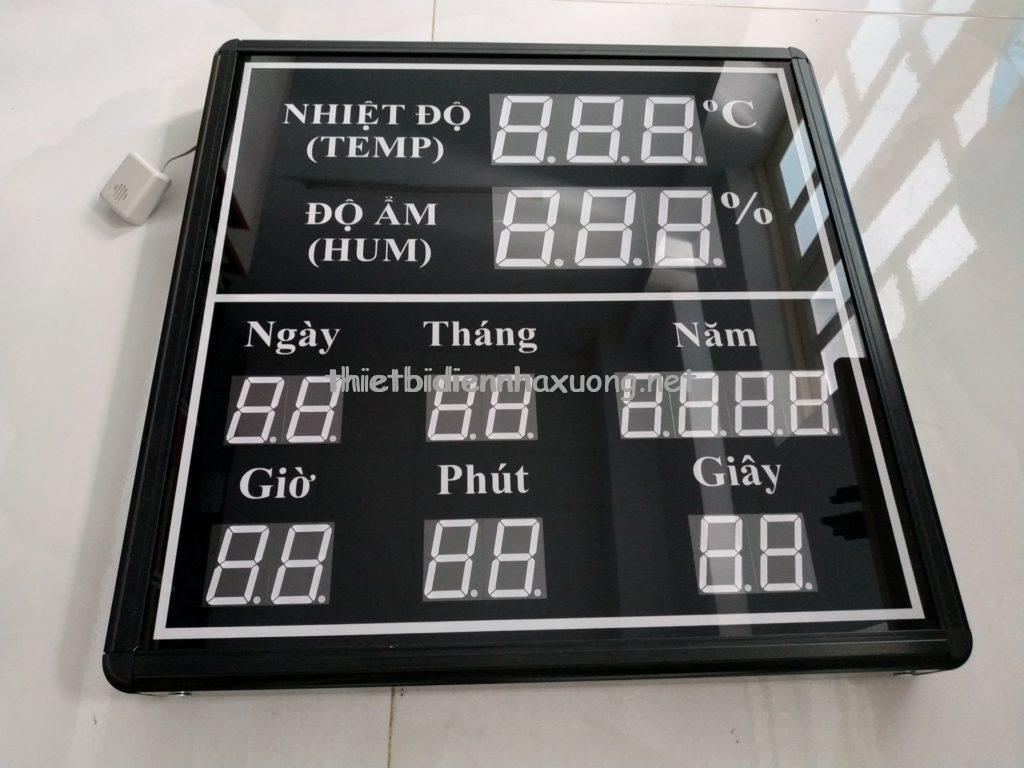 NHIỆT ĐỘ
(TEMP)
°C
ĐỘ ẨM
(HUM)
%
Ngày Tháng Năm
thietbidiennhaxuong.net
Giờ Phút Giây